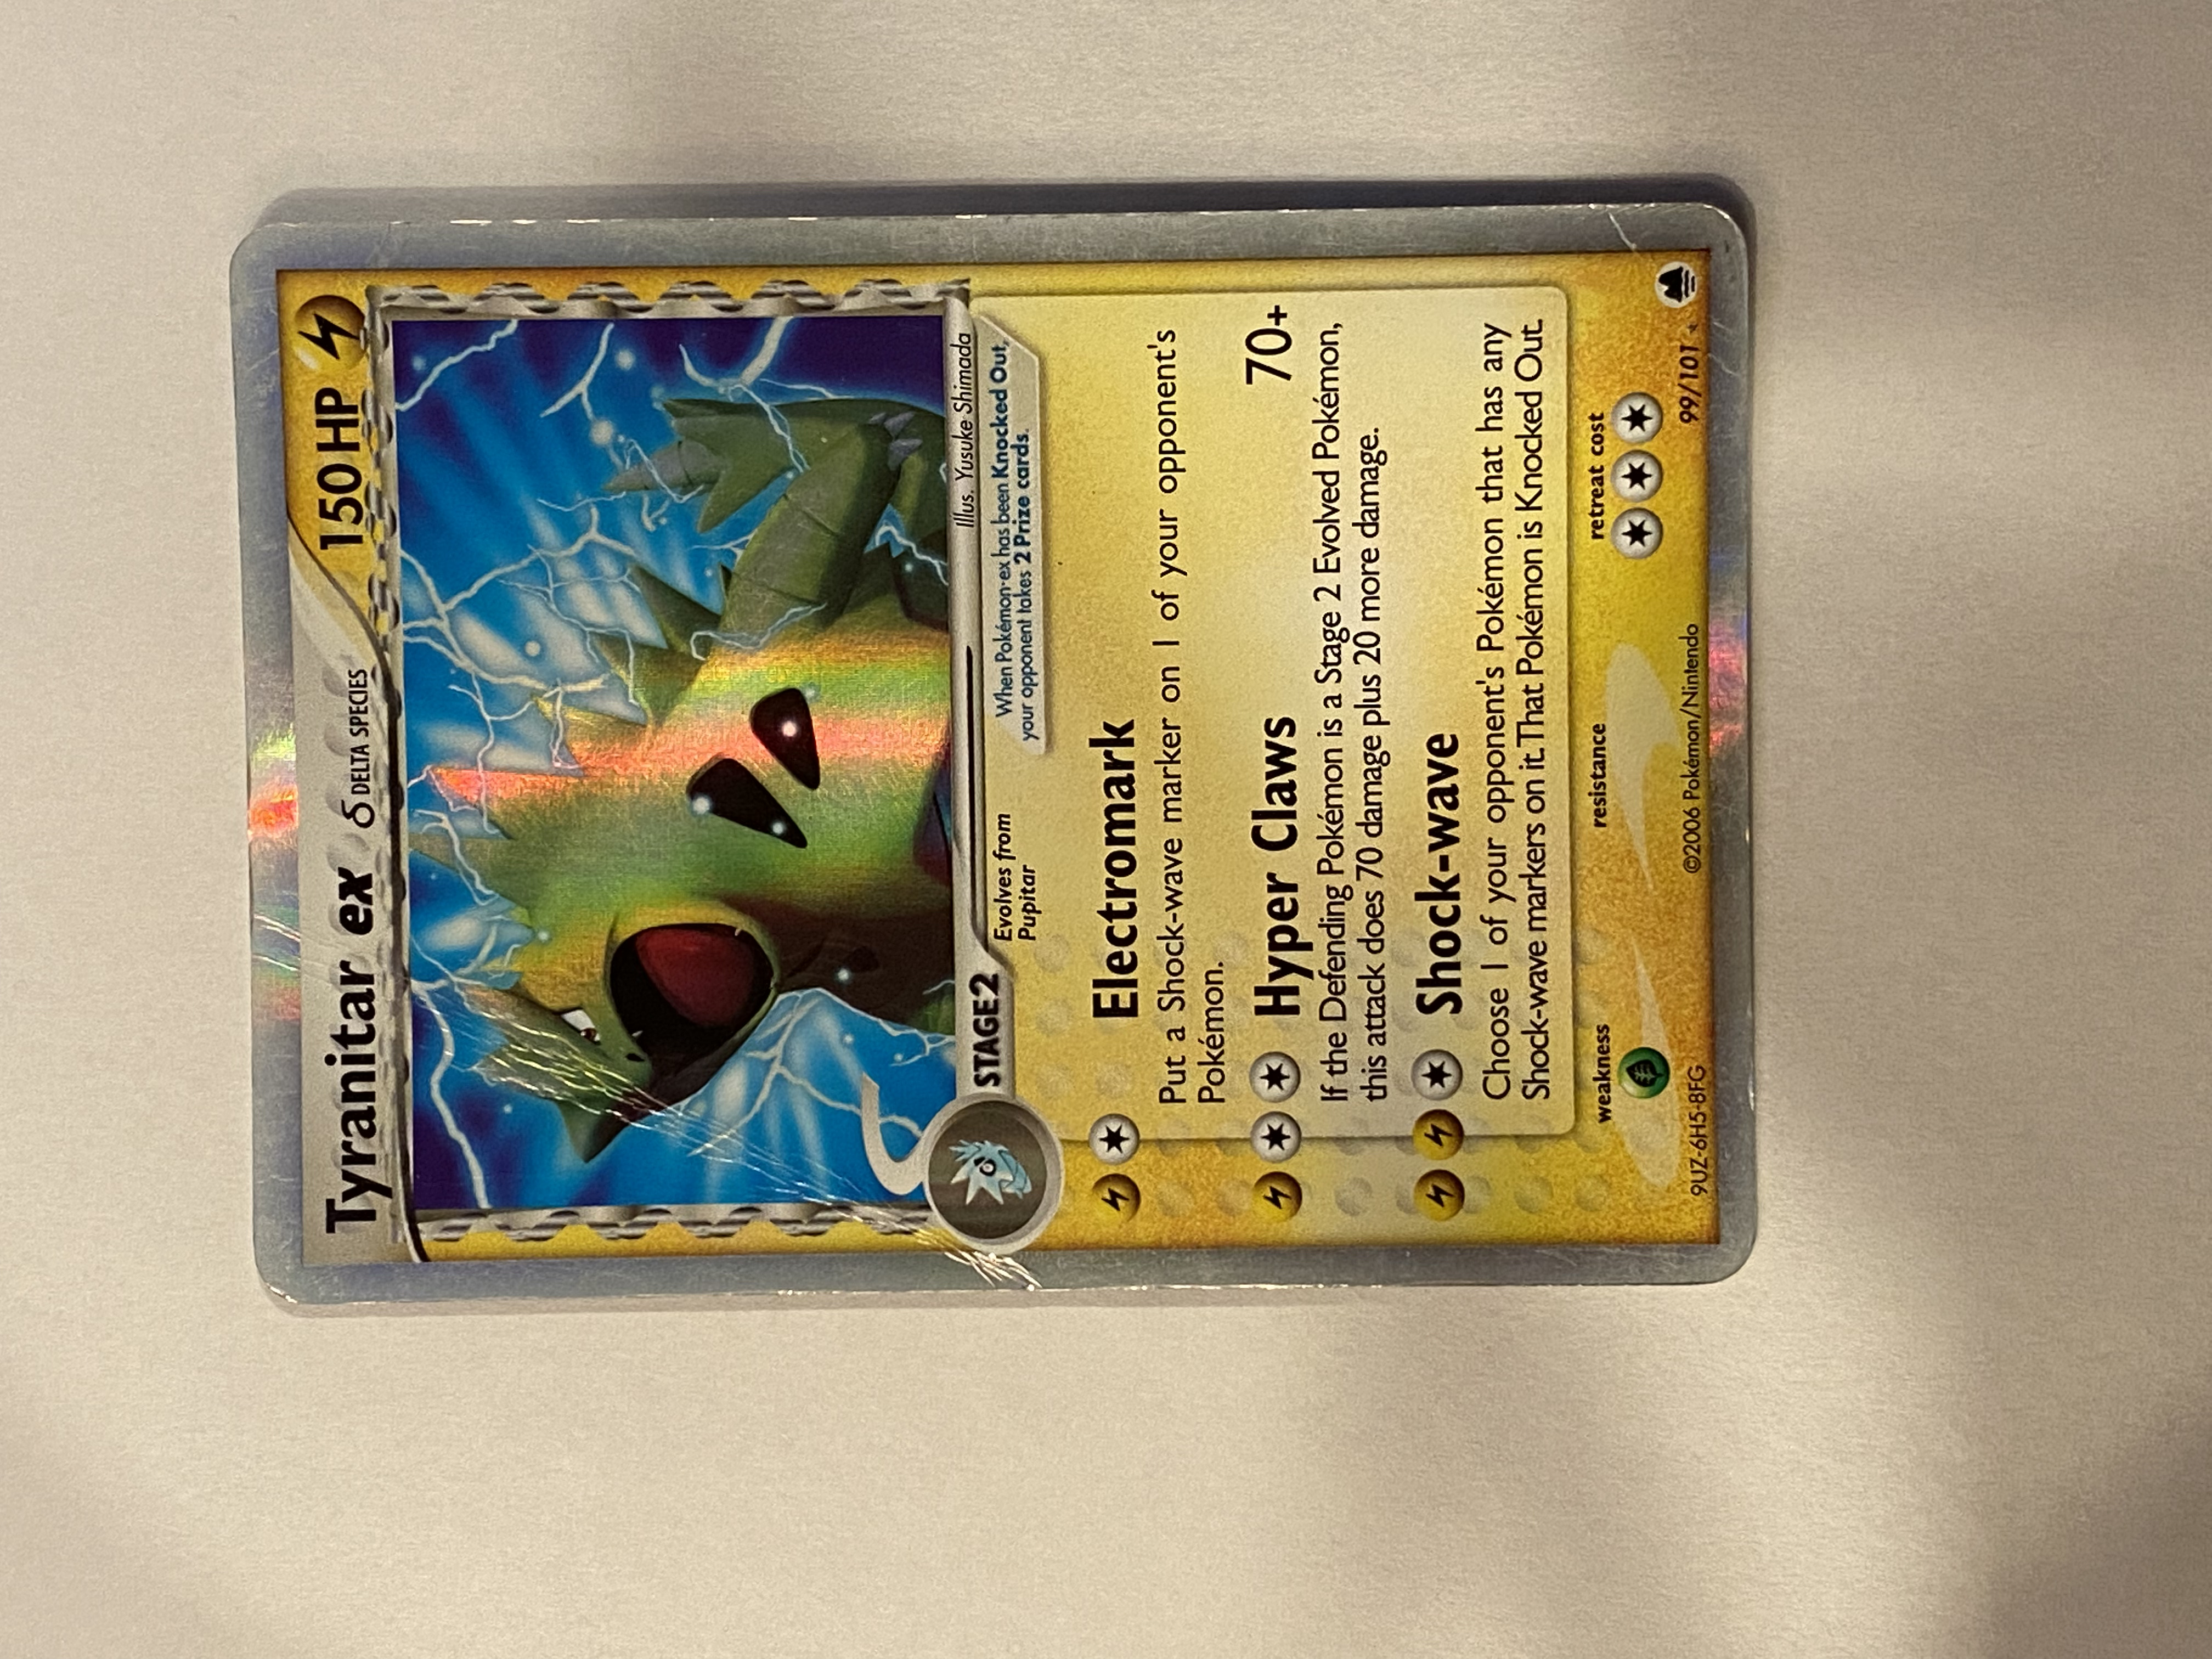 Tyranitar ex δ DELTA SPECIES 150 HP
Illus. Yusuke Shimada
STAGE2
Evolves from
Pupitar
When Pokémon-ex has been Knocked Out,
your opponent takes 2 Prize cards.
Electromark
Put a Shock-wave marker on 1 of your opponent's
Pokémon.
Hyper Claws 70+
If the Defending Pokémon is a Stage 2 Evolved Pokémon,
this attack does 70 damage plus 20 more damage.
Shock-wave
Choose 1 of your opponent's Pokémon that has any
Shock-wave markers on it. That Pokémon is Knocked Out.
weakness resistance retreat cost
9UZ-6H5-8FG ©2006 Pokémon/Nintendo 99/101